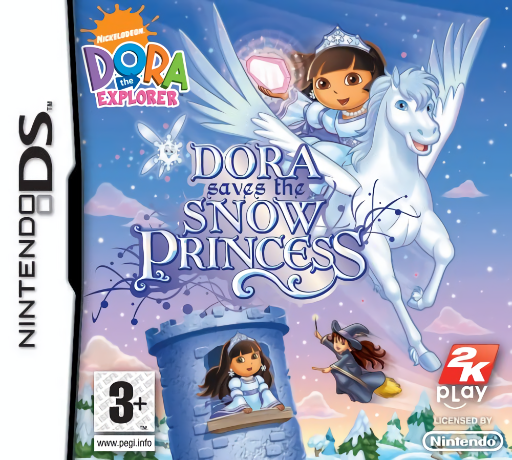 NICKELODEON
DORA
the
EXPLORER
NINTENDO DS™
DORA
saves the
SNOW
PRINCESS
3+
www.pegi.info
2K
PLAY
LICENSED BY
Nintendo